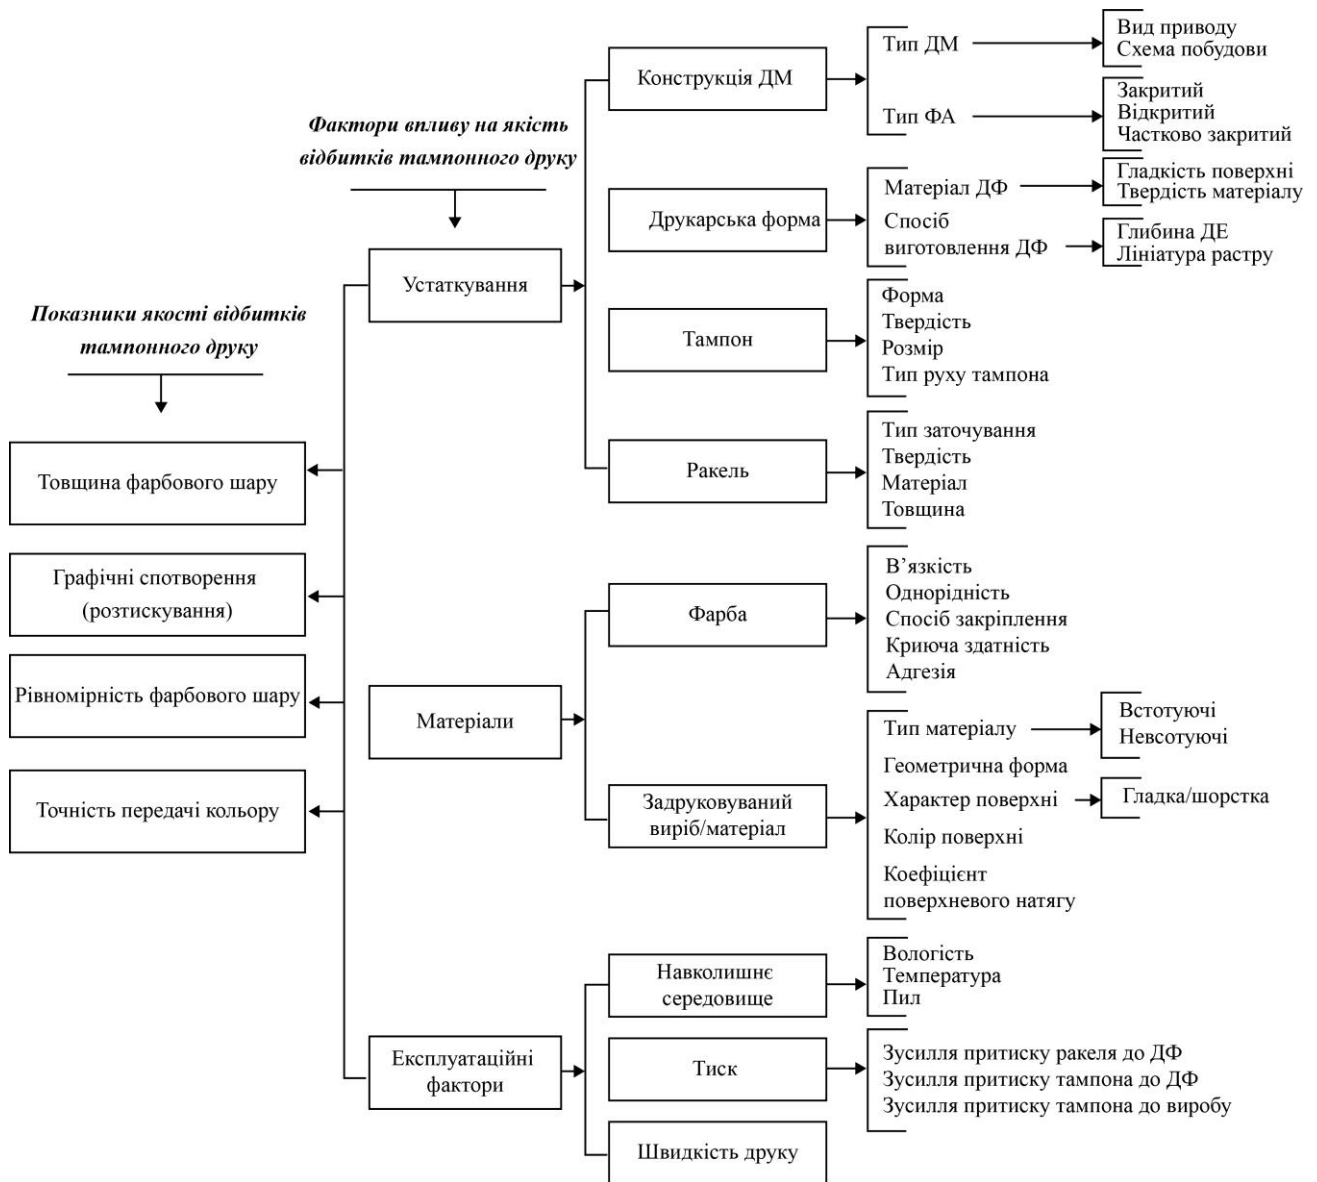 Фактори впливу на якість
відбитків тампонного друку
Показники якості відбитків
тампонного друку
Товщина фарбового шару
Графічні спотворення
(розтискування)
Рівномірність фарбового шару
Точність передачі кольору
Устаткування
Матеріали
Експлуатаційні
фактори
Конструкція ДМ
Друкарська форма
Тампон
Ракель
Фарба
Задруковуваний
виріб/матеріал
Навколишнє
середовище
Тиск
Швидкість друку
Тип ДМ
Тип ФА
Матеріал ДФ
Спосіб
виготовлення ДФ
Форма
Твердість
Розмір
Тип руху тампона
Тип заточування
Твердість
Матеріал
Товщина
В’язкість
Однорідність
Спосіб закріплення
Криюча здатність
Адгезія
Тип матеріалу
Геометрична форма
Характер поверхні
Колір поверхні
Коефіцієнт
поверхневого натягу
Вологість
Температура
Пил
Зусилля притиску ракеля до ДФ
Зусилля притиску тампона до ДФ
Зусилля притиску тампона до виробу
Вид приводу
Схема побудови
Закритий
Відкритий
Частково закритий
Гладкість поверхні
Твердість матеріалу
Глибина ДЕ
Лініатура растру
Встотуючі
Невсотуючі
Гладка/шорстка